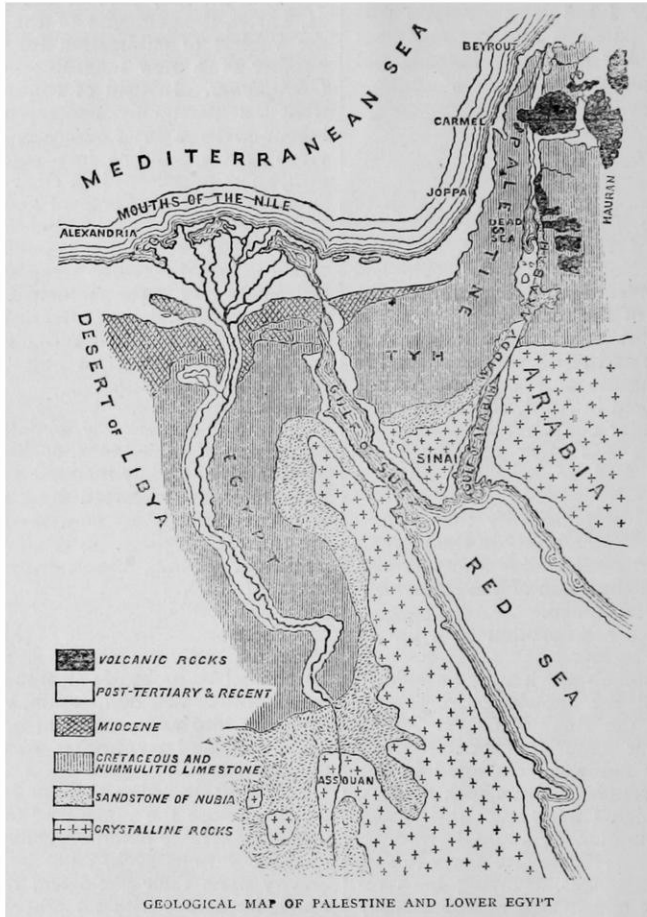 BEYROUT
MEDITERRANEAN SEA
CARMEL
PALESTINE
HAURAN
JOPPA
MOUTHS OF THE NILE
DEAD SEA
ALEXANDRIA
DESERT OF LIBYA
TYH
WADDY
ARABIA
GULF OF SUEZ
SINAI
GULF
EGYPT
RED SEA
VOLCANIC ROCKS
POST-TERTIARY & RECENT
MIOCENE
CRETACEOUS AND
NUMMULITIC LIMESTONE
ASSOUAN
SANDSTONE OF NUBIA
CRYSTALLINE ROCKS
GEOLOGICAL MAP OF PALESTINE AND LOWER EGYPT